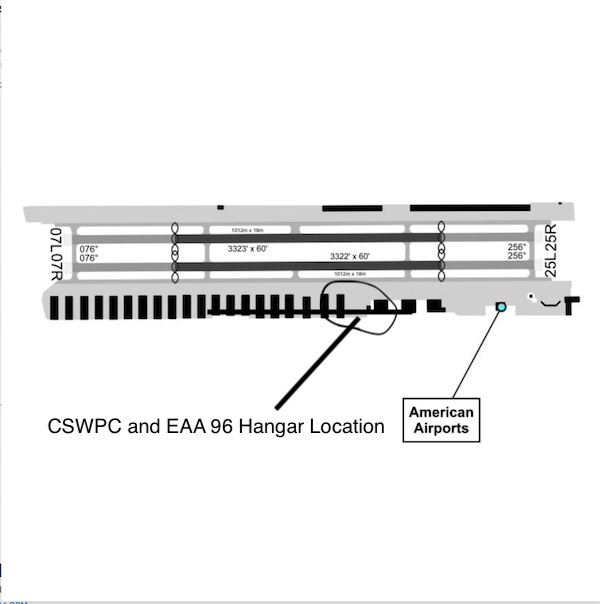 07L 07R
076°
076°
1012m x 18m
3323' x 60'
3322' x 60'
1012m x 18m
256°
256°
25L 25R
CSWPC and EAA 96 Hangar Location
American
Airports